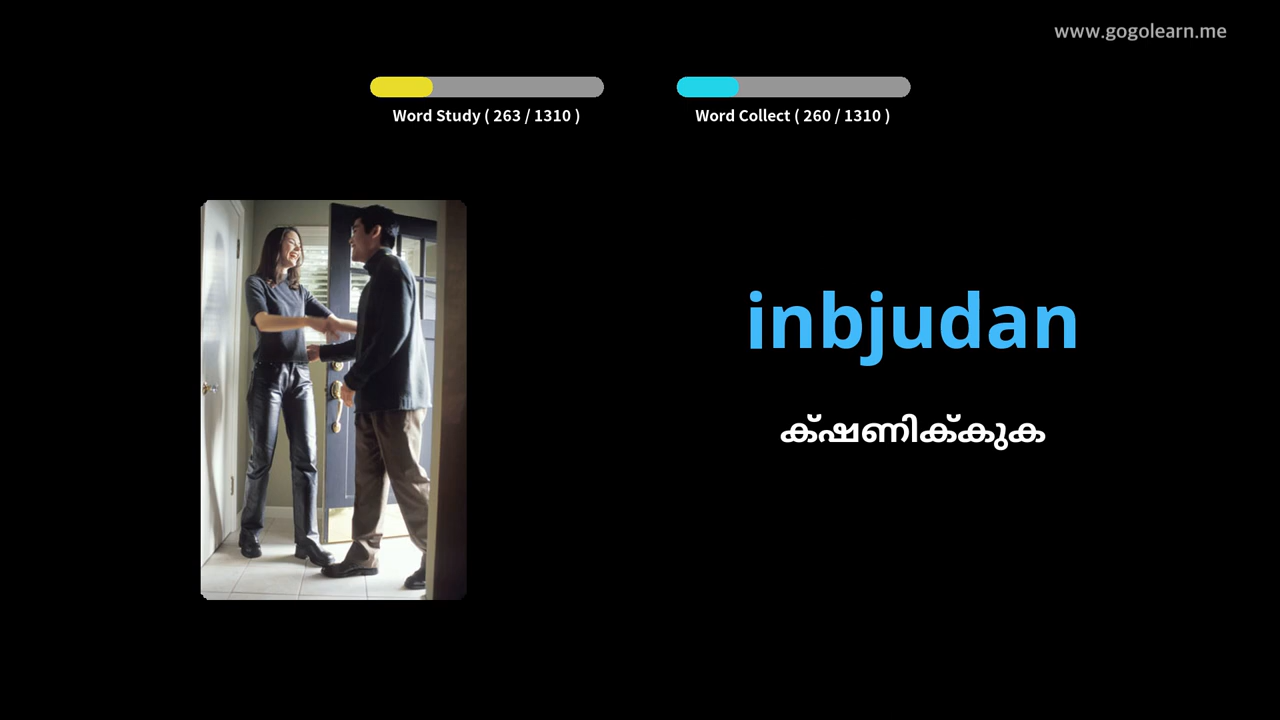 www.gogolearn.me
Word Study ( 263 / 1310 )
Word Collect ( 260 / 1310 )
inbjudan
ക്ഷണിക്കുക